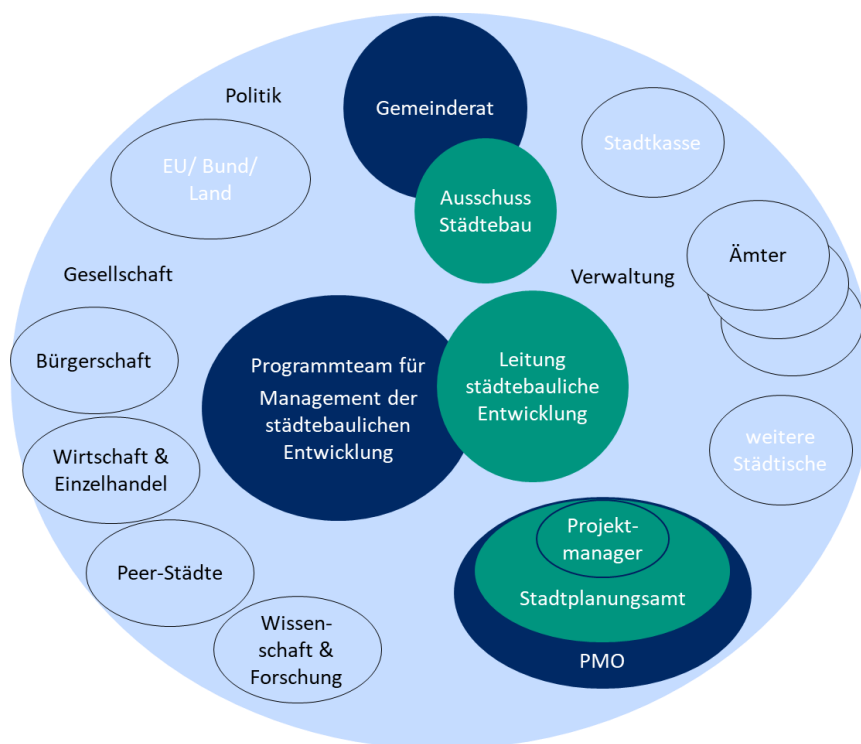 Politik
Gemeinderat
Stadtkasse
EU/ Bund/
Land
Ausschuss
Städtebau
Ämter
Gesellschaft
Verwaltung
Bürgerschaft
Programmteam für
Management der
städtebaulichen
Entwicklung
Leitung
städtebauliche
Entwicklung
weitere
Städtische
Wirtschaft &
Einzelhandel
Projekt-
manager
Peer-Städte
Stadtplanungsamt
Wissen-
schaft &
Forschung
PMO